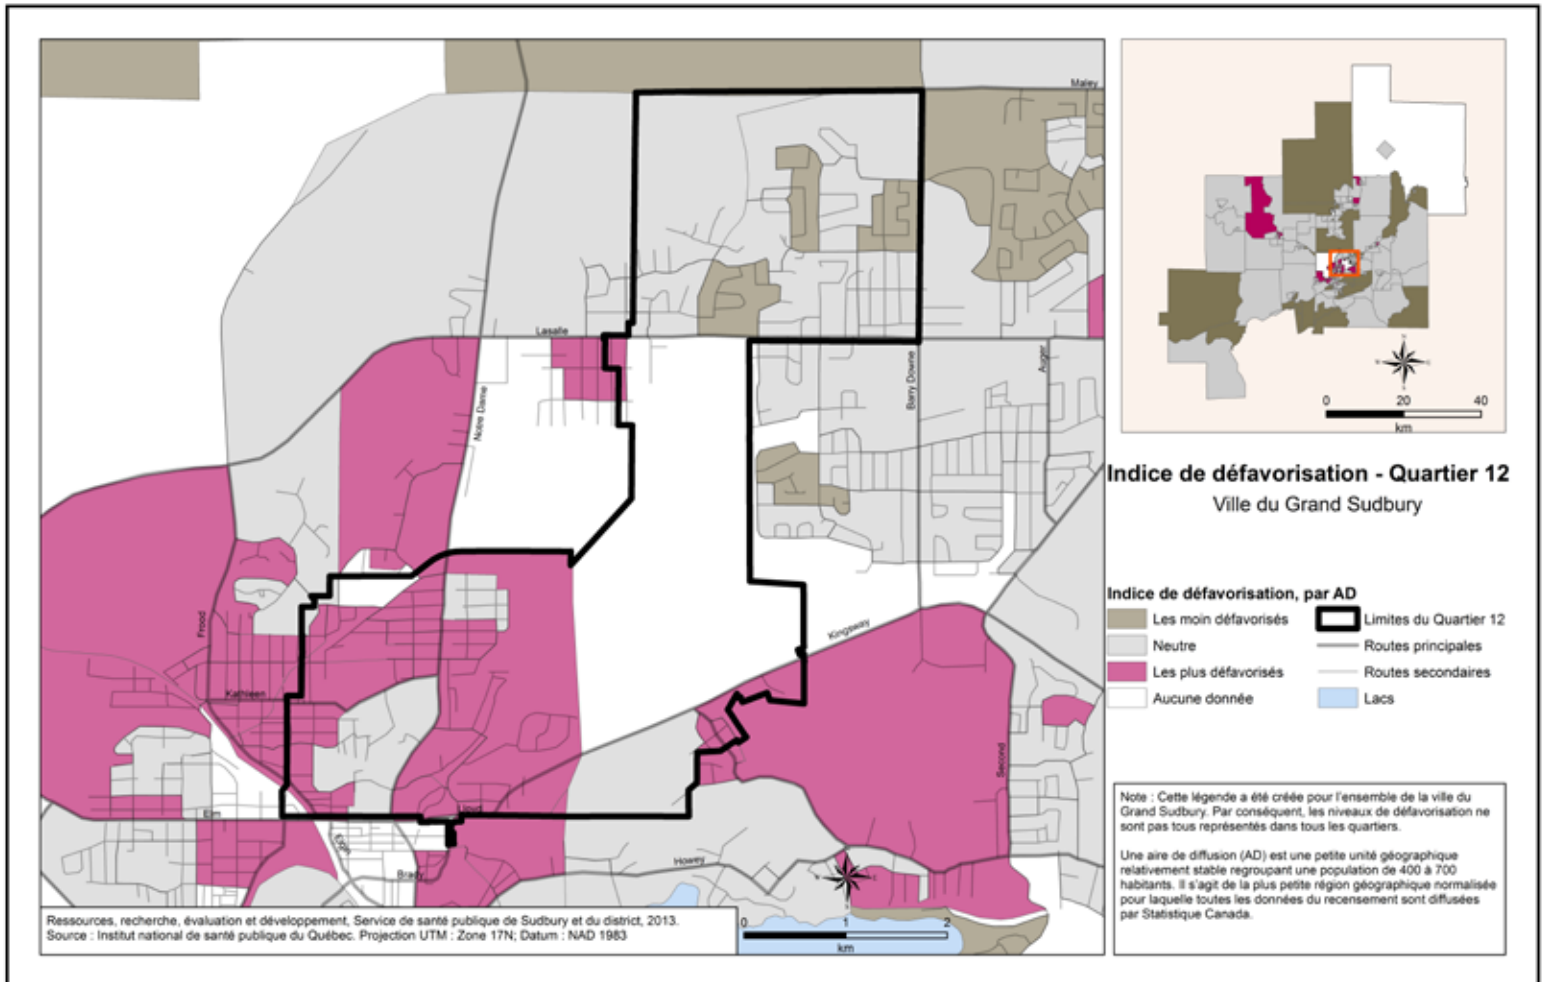 Maley
Lasalle
Notre Dame
Barry Downe
Auger
Frood
Kingsway
Kathleen
Second
Elm
Lloyd
Elgin
Howey
Brady
Ressources, recherche, évaluation et développement, Service de santé publique de Sudbury et du district, 2013.
Source : Institut national de santé publique du Québec. Projection UTM : Zone 17N; Datum : NAD 1983
0 1 2
km
0 20 40
km
Indice de défavorisation - Quartier 12
Ville du Grand Sudbury
Indice de défavorisation, par AD
Les moin défavorisés
Neutre
Les plus défavorisés
Aucune donnée
Limites du Quartier 12
Routes principales
Routes secondaires
Lacs
Note : Cette légende a été créée pour l'ensemble de la ville du
Grand Sudbury. Par conséquent, les niveaux de défavorisation ne
sont pas tous représentés dans tous les quartiers.
Une aire de diffusion (AD) est une petite unité géographique
relativement stable regroupant une population de 400 à 700
habitants. Il s'agit de la plus petite région géographique normalisée
pour laquelle toutes les données du recensement sont diffusées
par Statistique Canada.